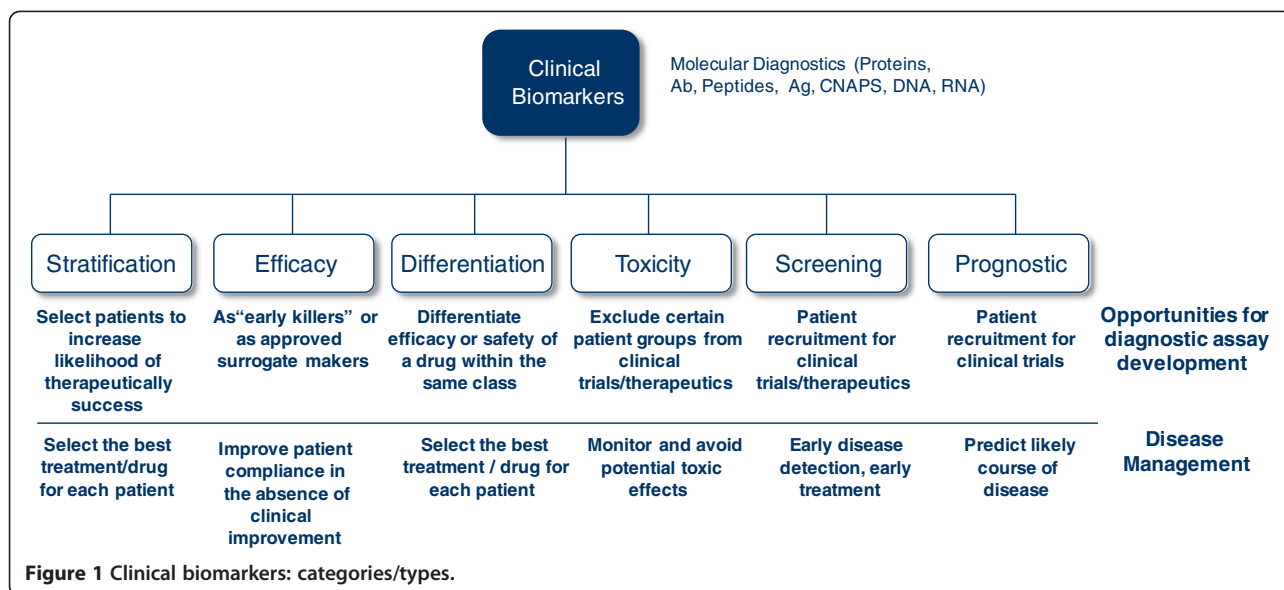 Clinical
Biomarkers
Molecular Diagnostics (Proteins,
Ab, Peptides, Ag, CNAPS, DNA, RNA)
Stratification
Efficacy
Differentiation
Toxicity
Screening
Prognostic
Select patients to
increase
likelihood of
therapeutically
success
As“early killers” or
as approved
surrogate makers
Differentiate
efficacy or safety of
a drug within the
same class
Exclude certain
patient groups from
clinical
trials/therapeutics
Patient
recruitment for
clinical
trials/therapeutics
Patient
recruitment for
clinical trials
Opportunities for
diagnostic assay
development
Select the best
treatment/drug
for each patient
Improve patient
compliance in
the absence of
clinical
improvement
Select the best
treatment / drug for
each patient
Monitor and avoid
potential toxic
effects
Early disease
detection, early
treatment
Predict likely
course of
disease
Disease
Management
Figure 1 Clinical biomarkers: categories/types.